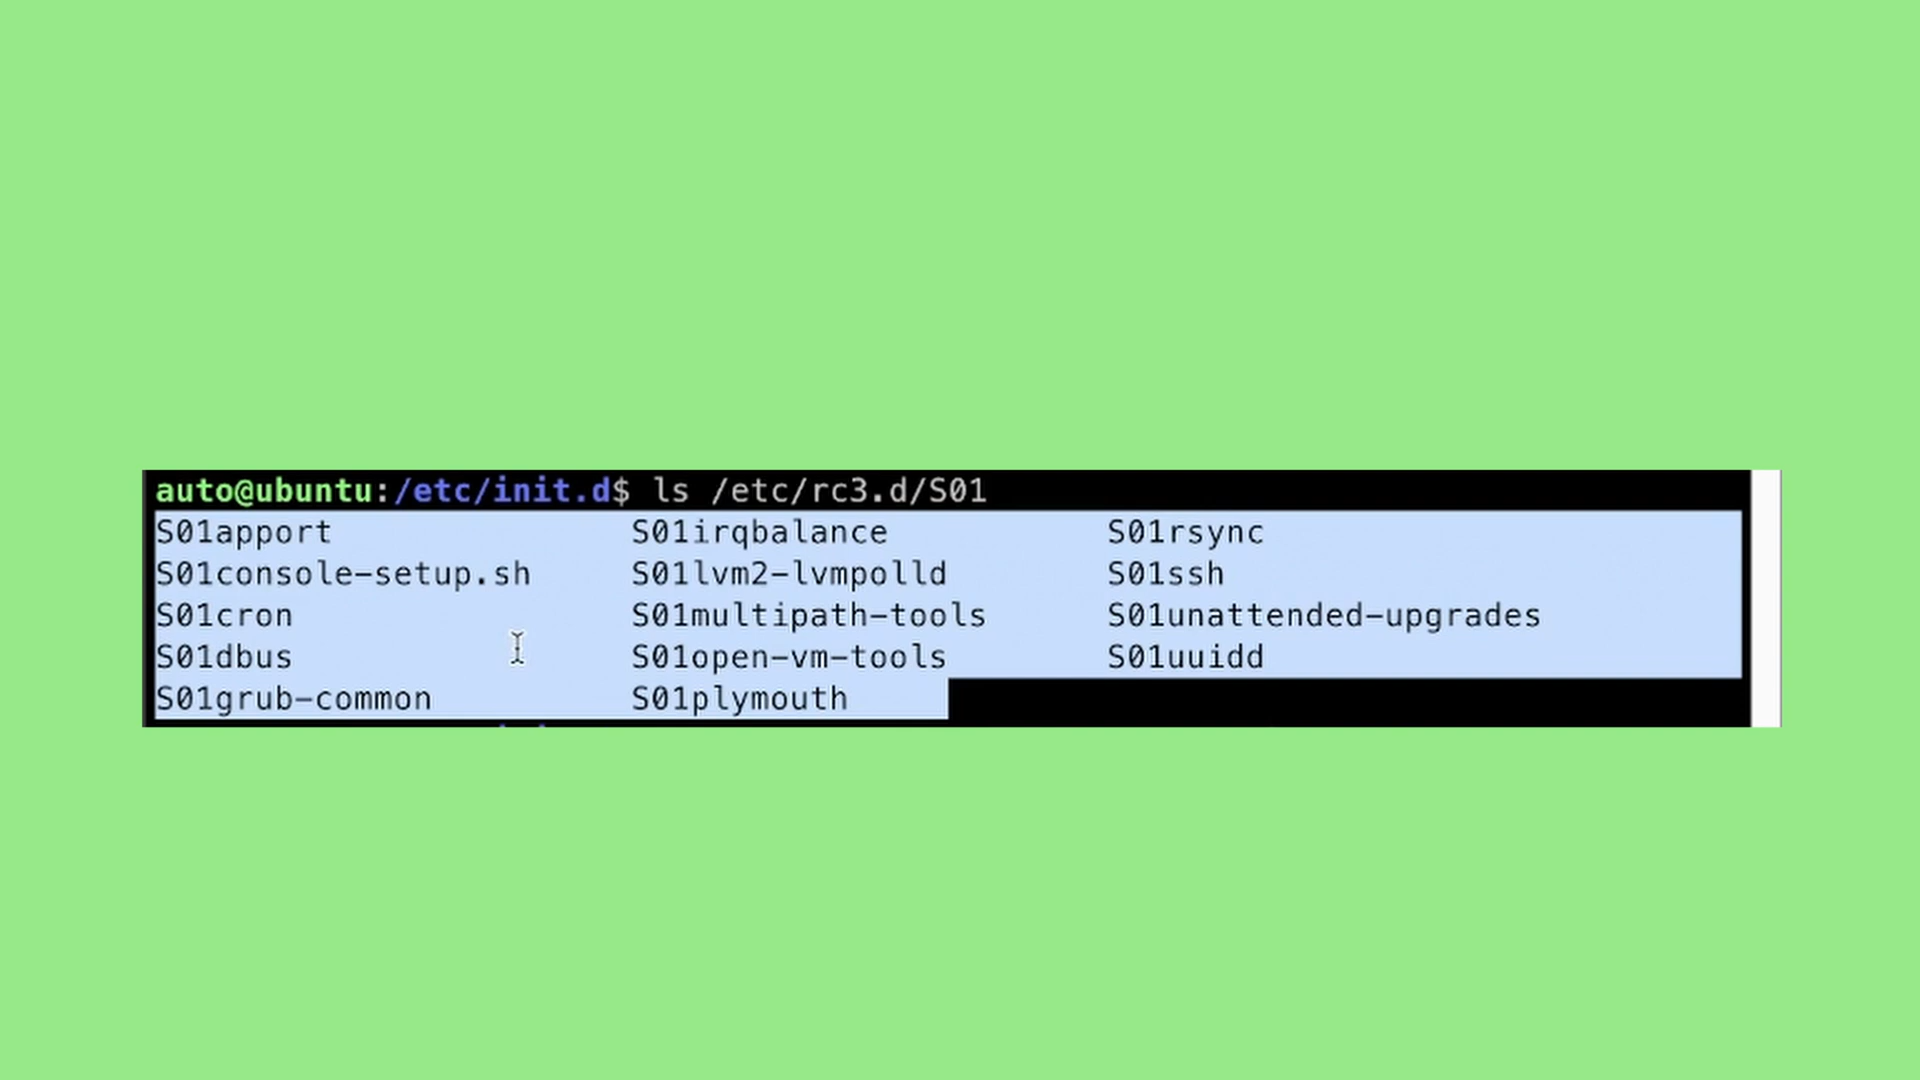 auto@ubuntu:/etc/init.d$ ls /etc/rc3.d/S01
S01apport S01irqbalance S01rsync
S01console-setup.sh S01lvm2-lvmpolld S01ssh
S01cron S01multipath-tools S01unattended-upgrades
S01dbus S01open-vm-tools S01uuidd
S01grub-common S01plymouth